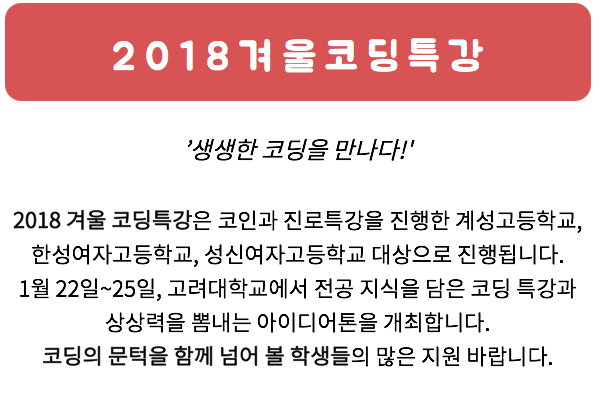 2018겨울코딩특강
'생생한 코딩을 만나다!'
2018 겨울 코딩특강은 코인과 진로특강을 진행한 계성고등학교,
한성여자고등학교, 성신여자고등학교 대상으로 진행됩니다.
1월 22일~25일, 고려대학교에서 전공 지식을 담은 코딩 특강과
상상력을 뽐내는 아이디어톤을 개최합니다.
코딩의 문턱을 함께 넘어 볼 학생들의 많은 지원 바랍니다.